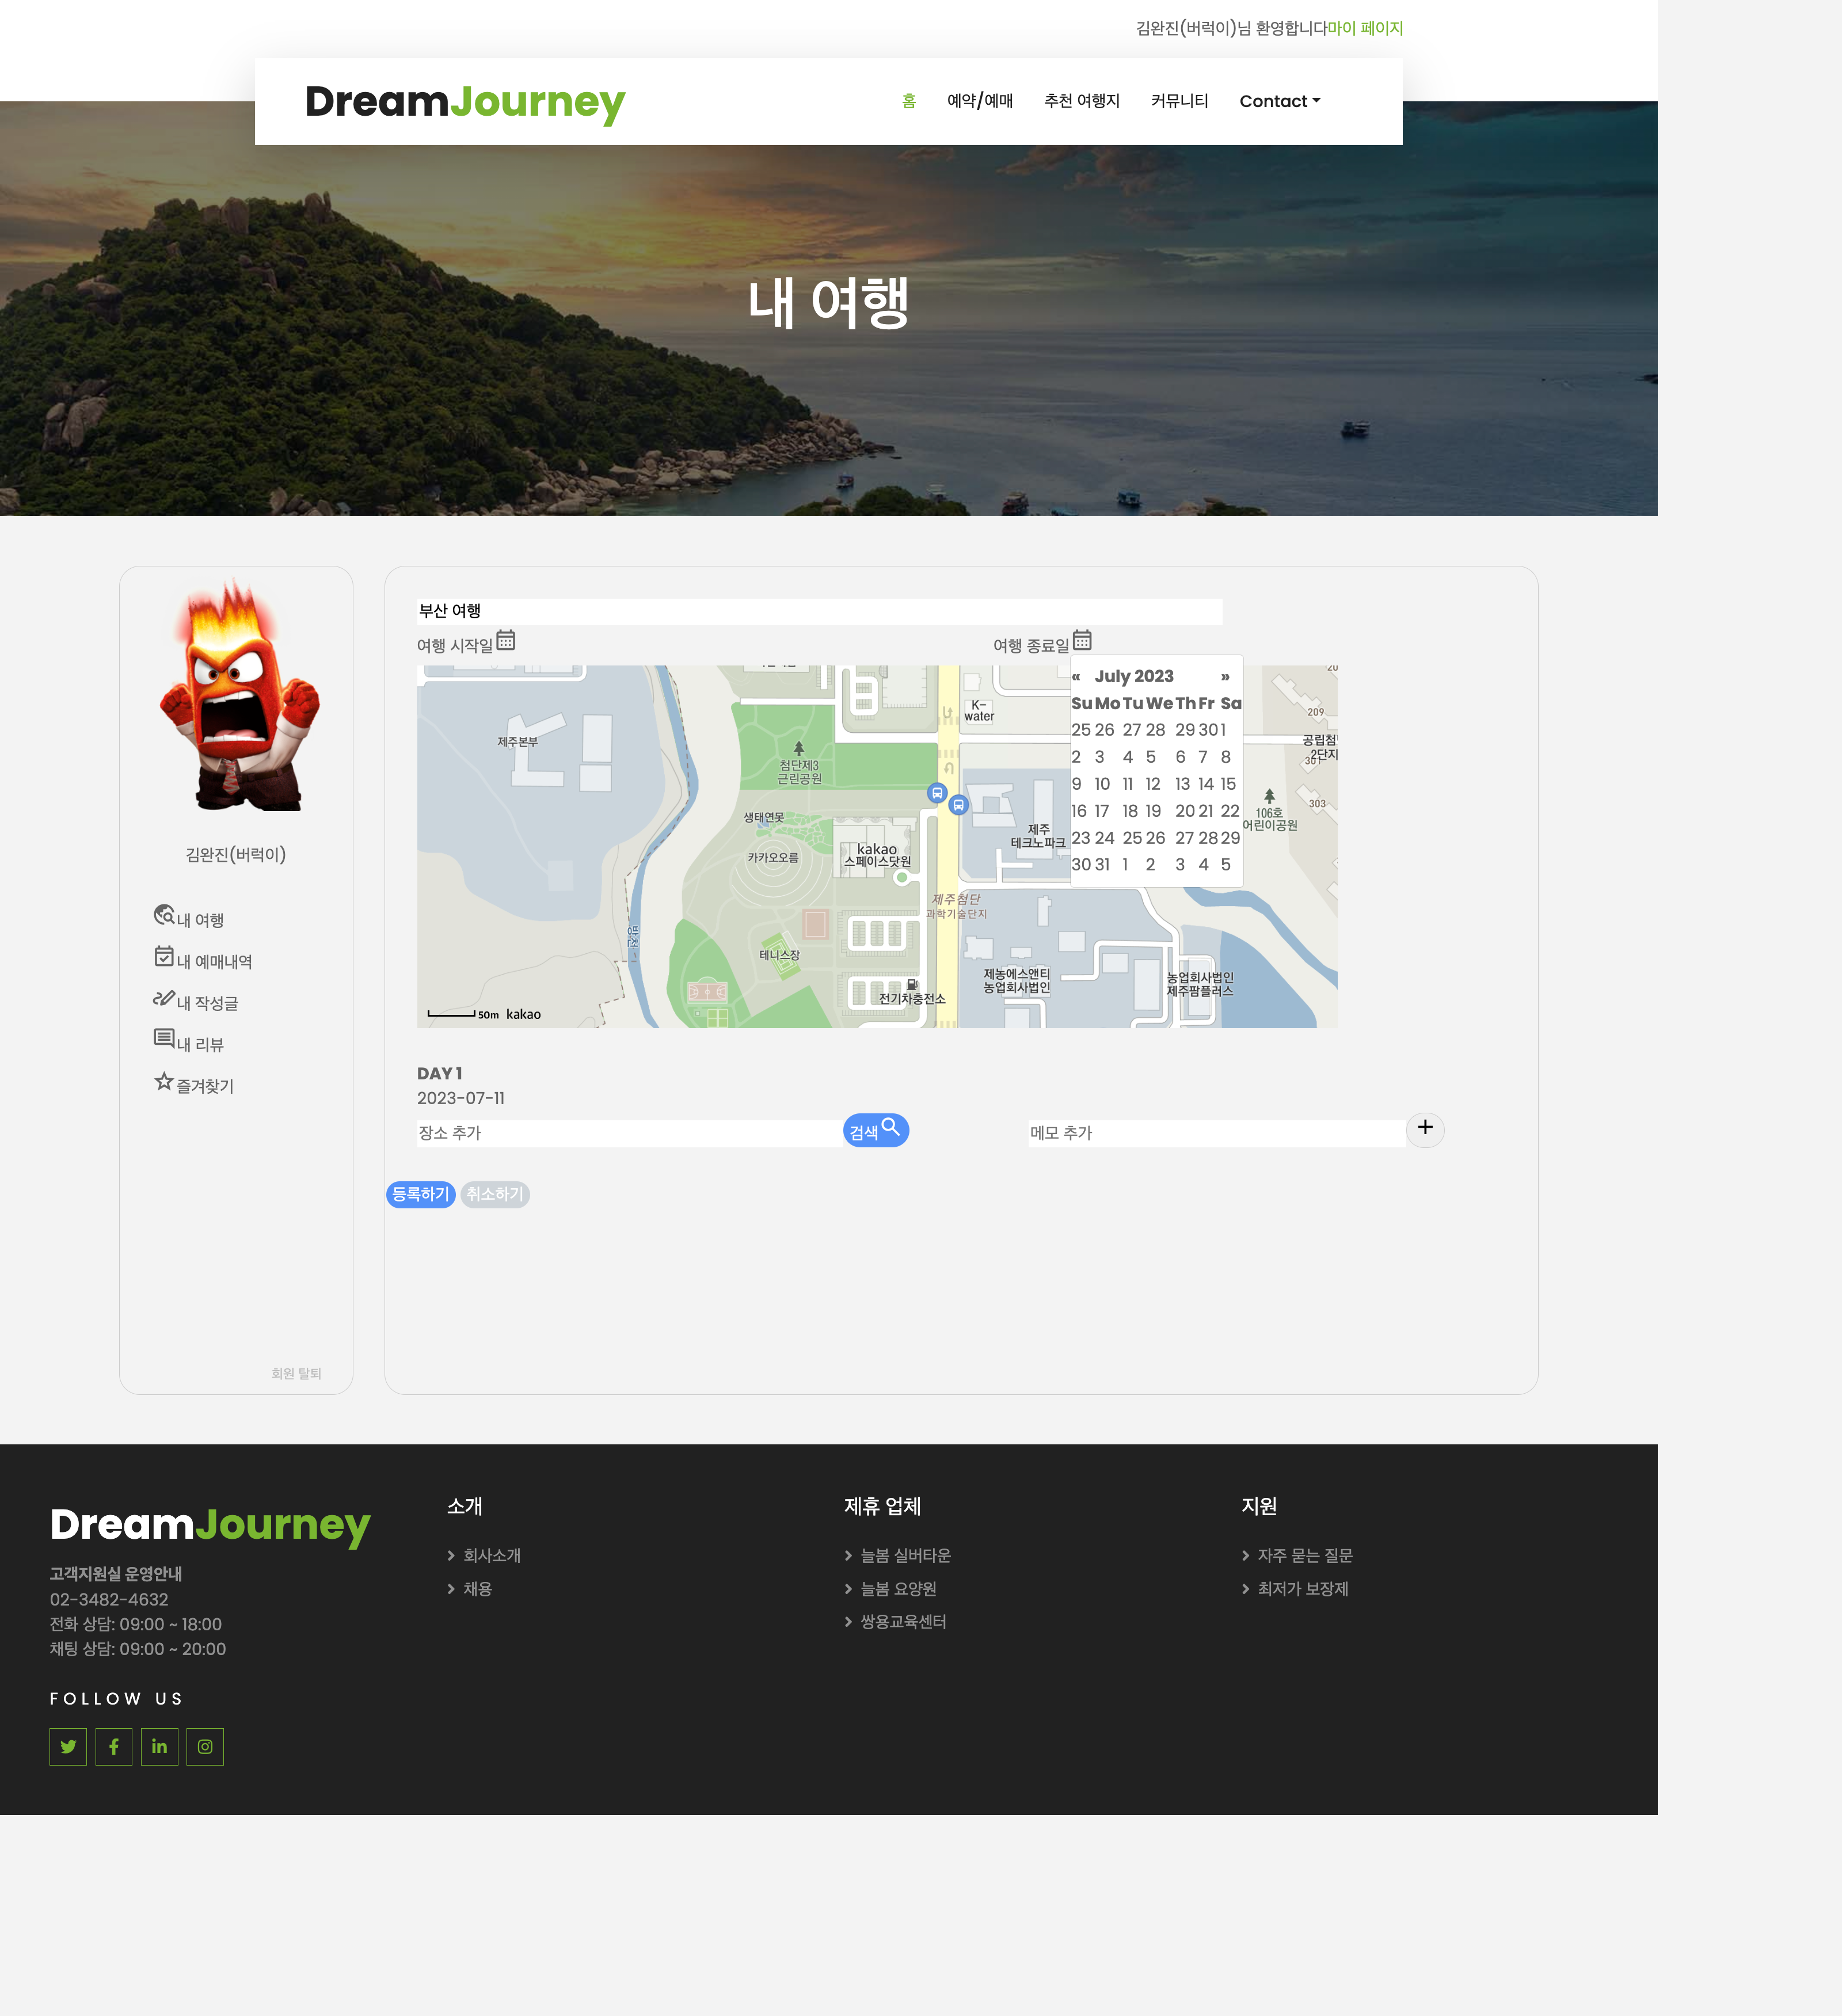 김완진(버럭이)님 환영합니다마이 페이지
DreamJourney
홈 예약/예매 추천 여행지 커뮤니티 Contact
내 여행
김완진(버럭이)
내 여행
내 예매내역
내 작성글
내 리뷰
즐겨찾기
회원 탈퇴
부산 여행
여행 시작일
여행 종료일
« July 2023 »
Su Mo Tu We Th Fr Sa
25 26 27 28 29 30 1
2 3 4 5 6 7 8
9 10 11 12 13 14 15
16 17 18 19 20 21 22
23 24 25 26 27 28 29
30 31 1 2 3 4 5
K-
water
209
제주본부
첨단제3
근린공원
공립첨
2단지
303
106호
어린이공원
생태연못
제주
테크노파크
카카오오름
kakao
스페이스닷원
제주첨단
과학기술단지
방천
테니스장
제농에스앤티
농업회사법인
농업회사법인
제주팜플러스
전기차충전소
50m kakao
DAY 1
2023-07-11
장소 추가 검색 메모 추가 +
등록하기 취소하기
DreamJourney
고객지원실 운영안내
02-3482-4632
전화 상담: 09:00 ~ 18:00
채팅 상담: 09:00 ~ 20:00
FOLLOW US
소개
회사소개
채용
제휴 업체
늘봄 실버타운
늘봄 요양원
쌍용교육센터
지원
자주 묻는 질문
최저가 보장제